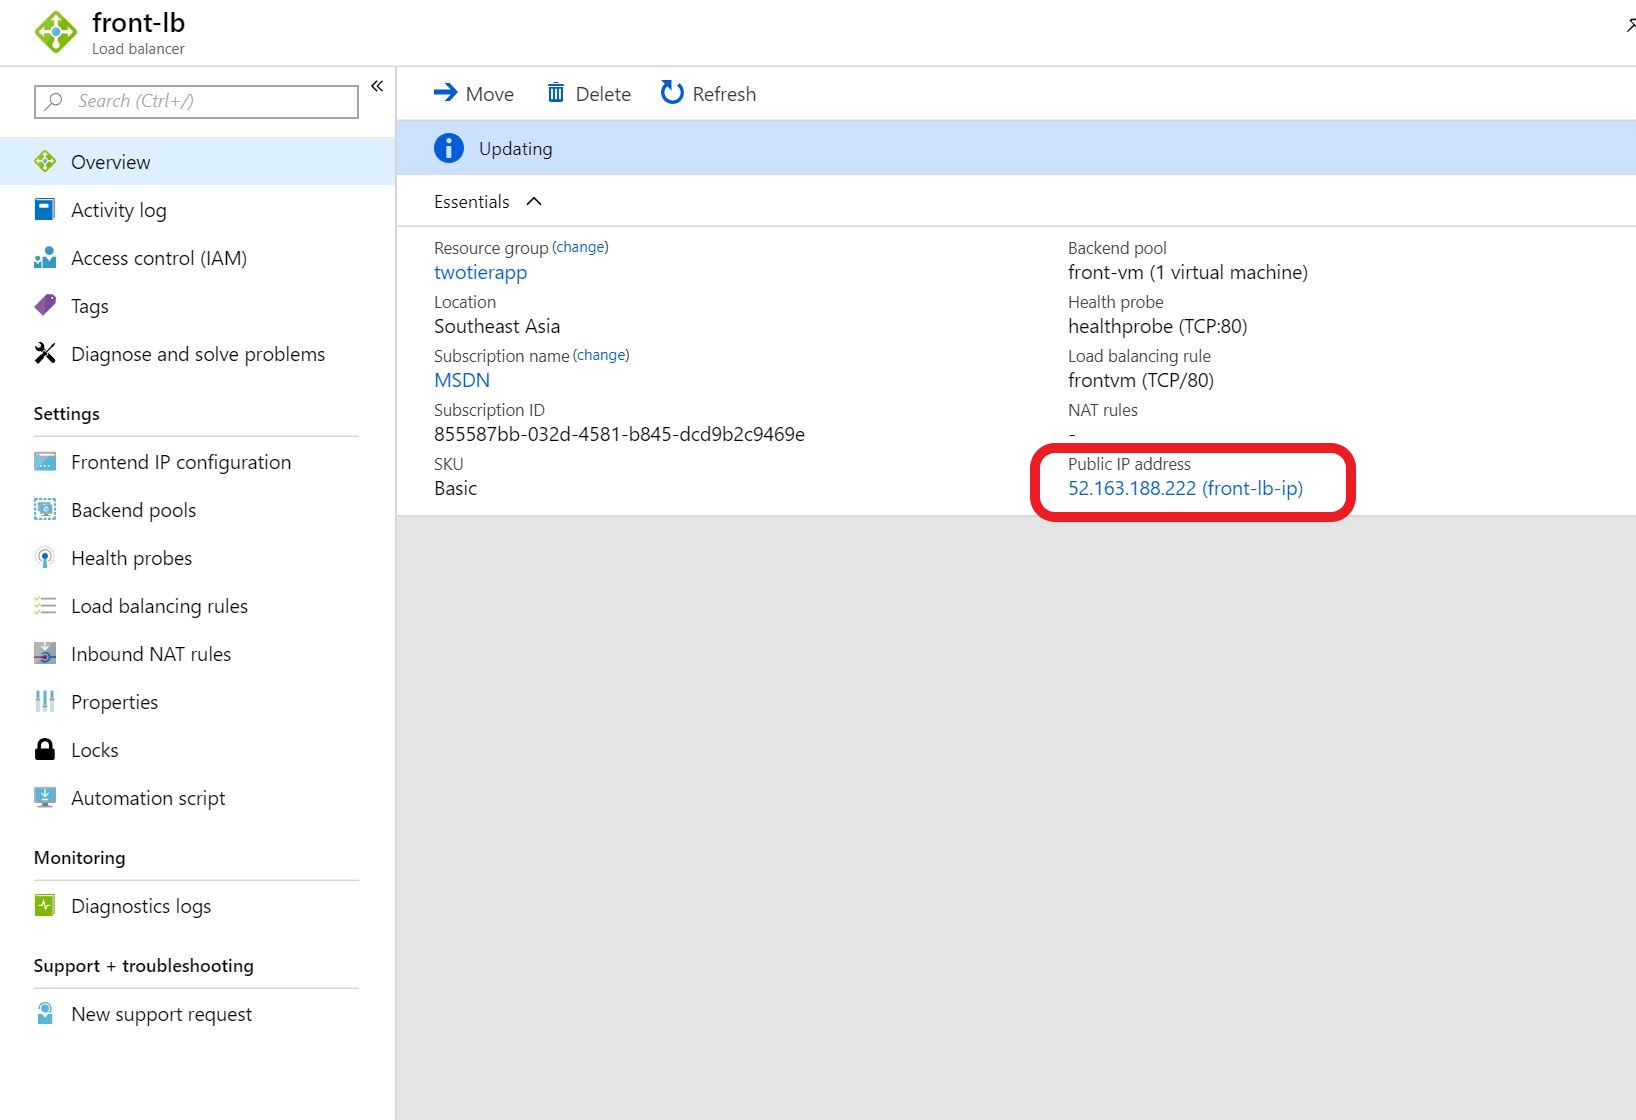 front-lb
Load balancer
Search (Ctrl+/)
«
Overview
Activity log
Access control (IAM)
Tags
Diagnose and solve problems
Settings
Frontend IP configuration
Backend pools
Health probes
Load balancing rules
Inbound NAT rules
Properties
Locks
Automation script
Monitoring
Diagnostics logs
Support + troubleshooting
New support request
Move Delete Refresh
Updating
Essentials
Resource group (change)
twotierapp
Location
Southeast Asia
Subscription name (change)
MSDN
Subscription ID
855587bb-032d-4581-b845-dcd9b2c9469e
SKU
Basic
Backend pool
front-vm (1 virtual machine)
Health probe
healthprobe (TCP:80)
Load balancing rule
frontvm (TCP/80)
NAT rules
-
Public IP address
52.163.188.222 (front-lb-ip)